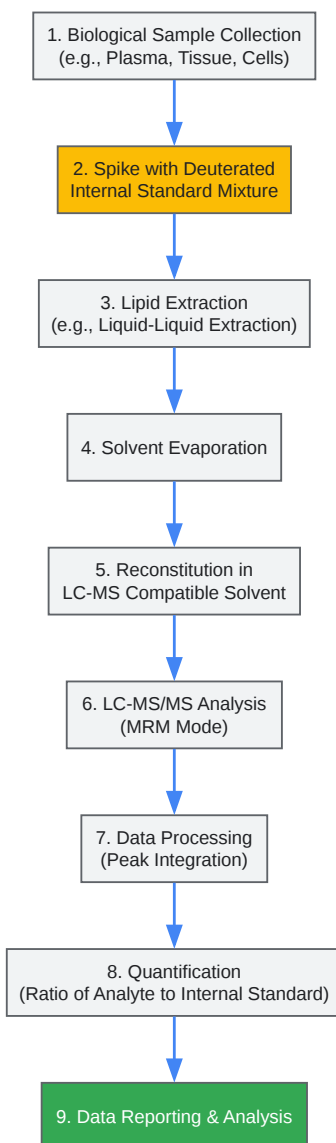 1. Biological Sample Collection
(e.g., Plasma, Tissue, Cells)
2. Spike with Deuterated
Internal Standard Mixture
3. Lipid Extraction
(e.g., Liquid-Liquid Extraction)
4. Solvent Evaporation
5. Reconstitution in
LC-MS Compatible Solvent
6. LC-MS/MS Analysis
(MRM Mode)
7. Data Processing
(Peak Integration)
8. Quantification
(Ratio of Analyte to Internal Standard)
9. Data Reporting & Analysis